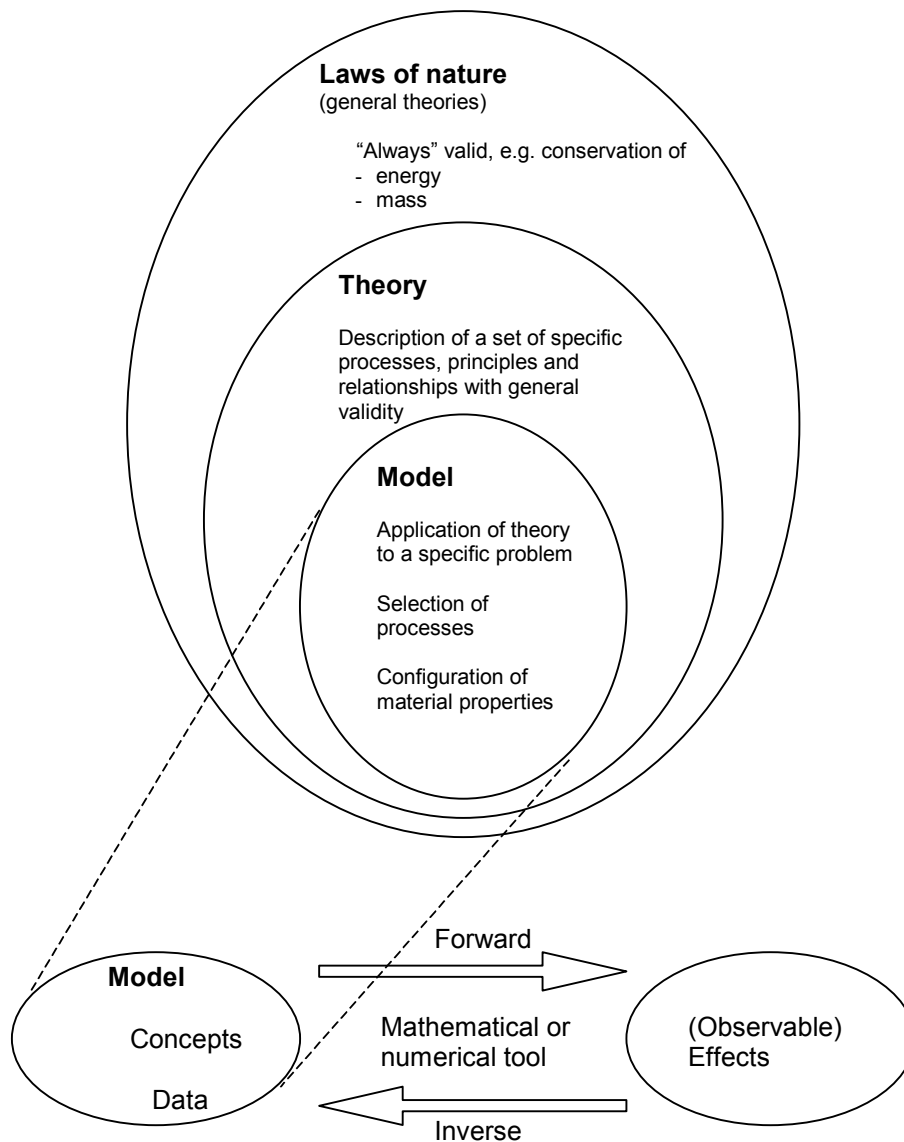 Laws of nature
(general theories)
“Always” valid, e.g. conservation of
- energy
- mass
Theory
Description of a set of specific
processes, principles and
relationships with general
validity
Model
Application of theory
to a specific problem
Selection of
processes
Configuration of
material properties
Forward
Model
Concepts
Data
Mathematical or
numerical tool
(Observable)
Effects
Inverse